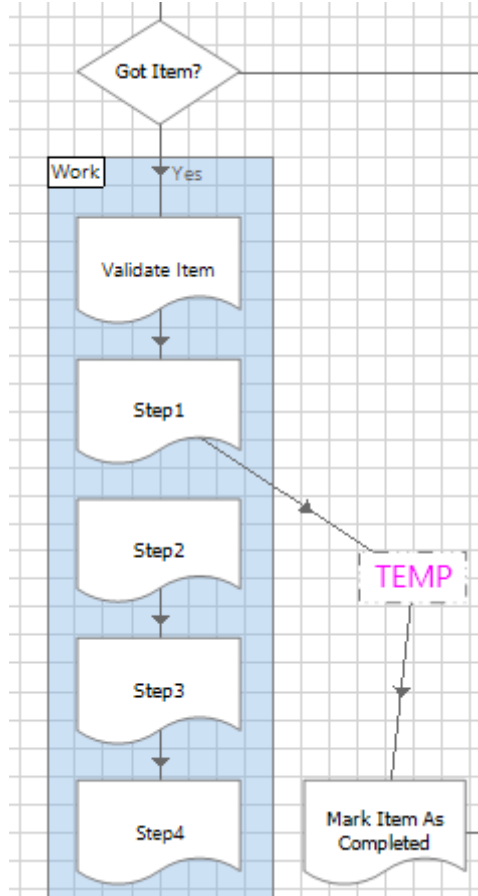 Got Item?
Work
Yes
Validate Item
Step1
Step2
TEMP
Step3
Step4
Mark Item As
Completed